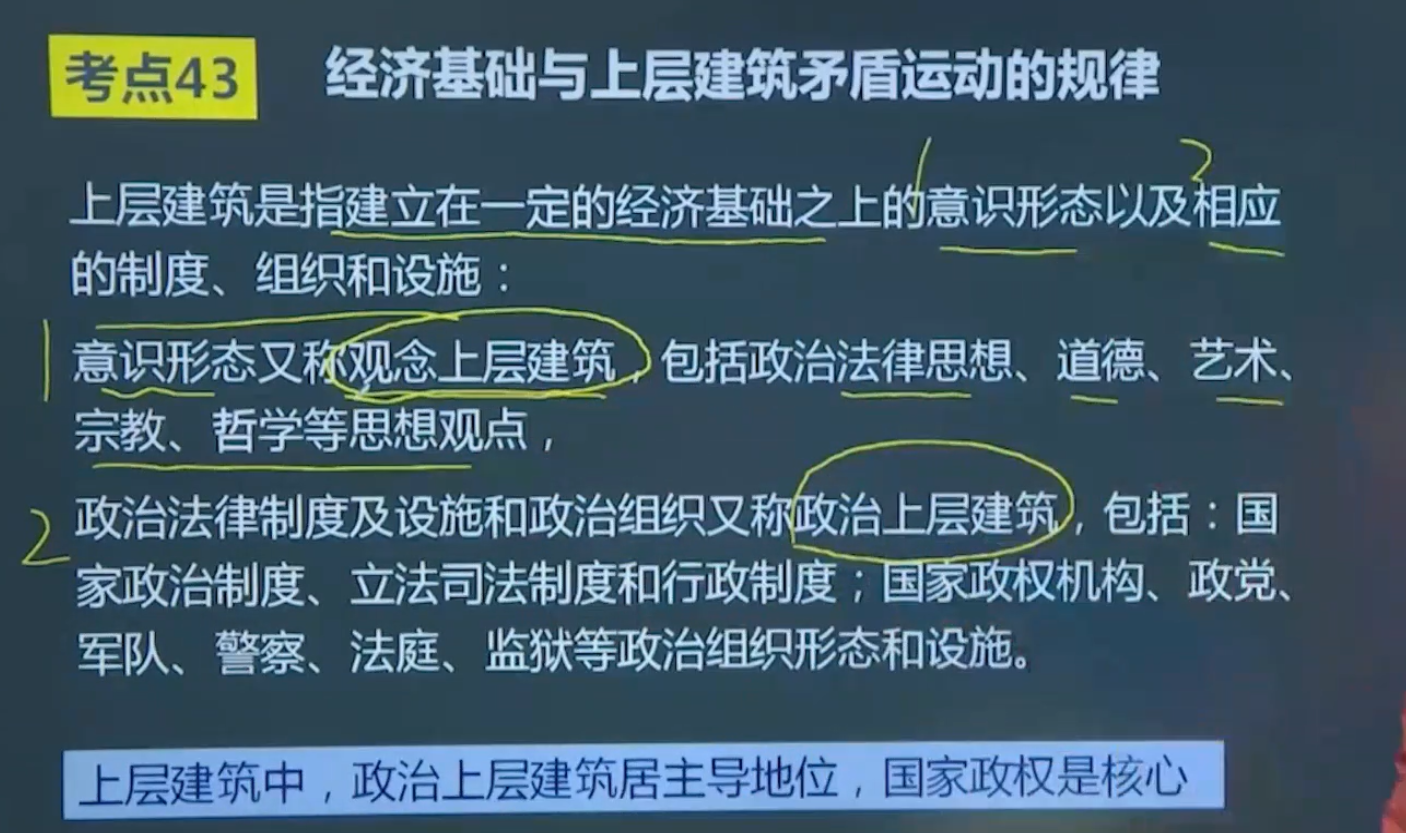 考点43 经济基础与上层建筑矛盾运动的规律
1 2
上层建筑是指建立在一定的经济基础之上的意识形态以及相应
的制度、组织和设施：
1 意识形态又称观念上层建筑，包括政治法律思想、道德、艺术、
宗教、哲学等思想观点，
2 政治法律制度及设施和政治组织又称政治上层建筑，包括：国
家政治制度、立法司法制度和行政制度；国家政权机构、政党、
军队、警察、法庭、监狱等政治组织形态和设施。
上层建筑中，政治上层建筑居主导地位，国家政权是核心